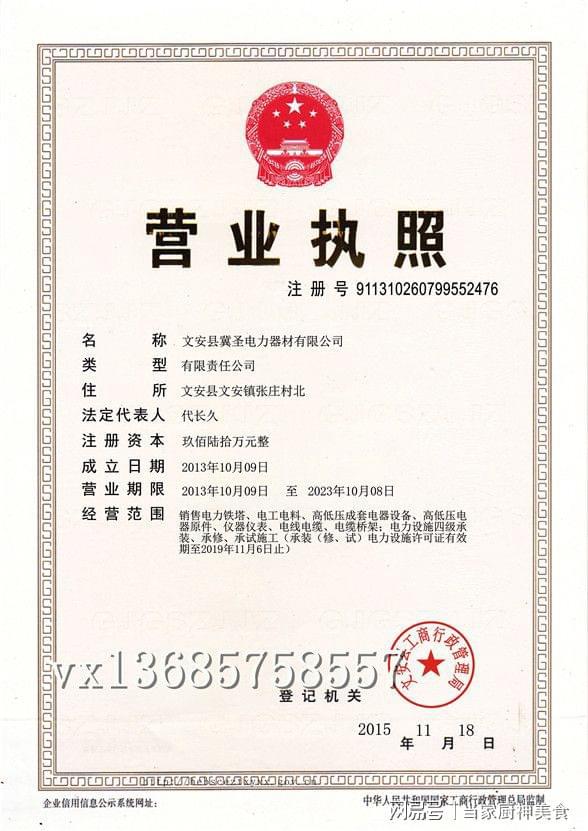 营业执照
注册号 911310260799552476
名称 文安县冀圣电力器材有限公司
类型 有限责任公司
住所 文安县文安镇张庄村北
法定代表人 代长久
注册资本 玖佰陆拾万元整
成立日期 2013年10月09日
营业期限 2013年10月09日 至 2023年10月08日
经营范围 销售电力铁塔、电工电料、高低压成套电器设备、高低压电
器原件、仪器仪表、电线电缆、电缆桥架；电力设施四级承
装、承修、承试施工（承装（修、试）电力设施许可证有效
期至2019年11月6日止）
文安县工商行政管理局
vx13685758557
登记机关
2015 11 18
年 月 日
企业信用信息公示系统网址：
中华人民共和国国家工商行政管理总局监制
搜狐号|当家厨神美食